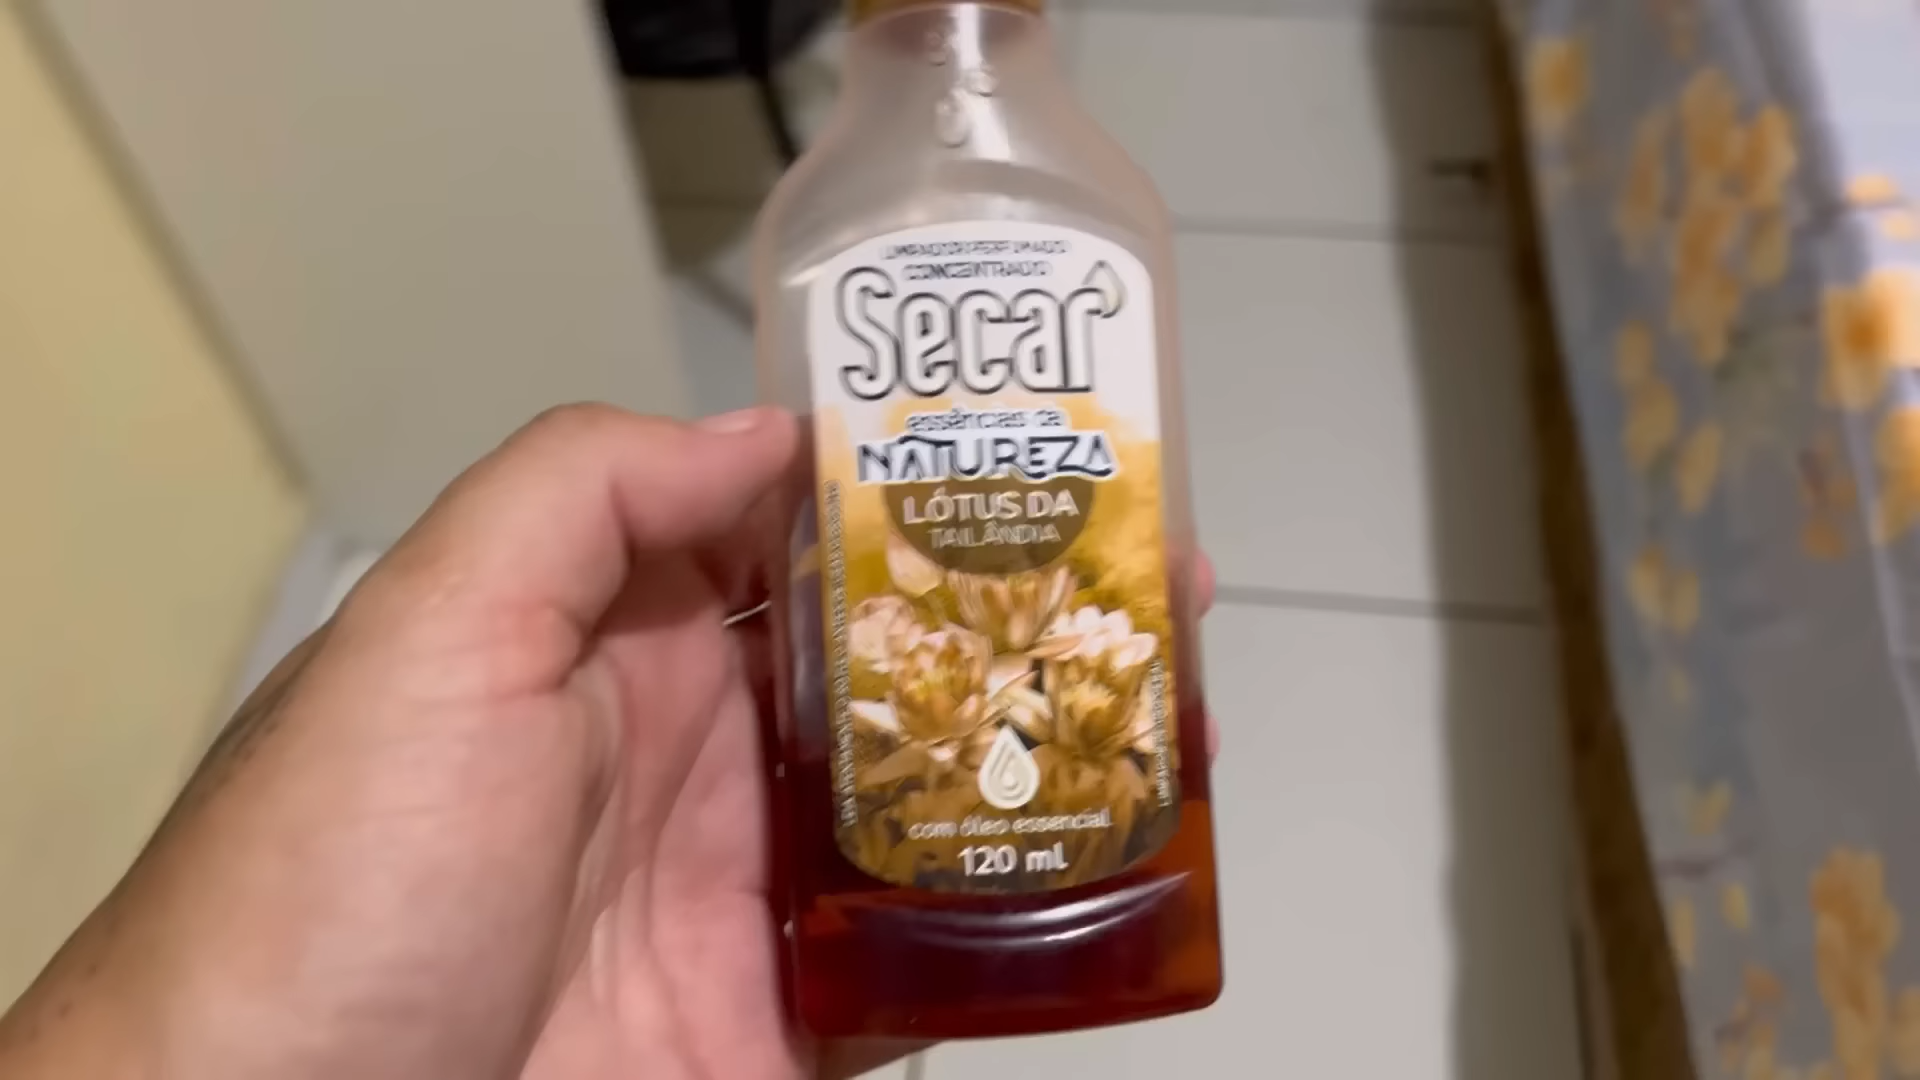 LIMPADOR PERFUMADO
CONCENTRADO
Secar
essências da
NATUREZA
LÓTUS DA
TAILÂNDIA
com óleo essencial
120 ml